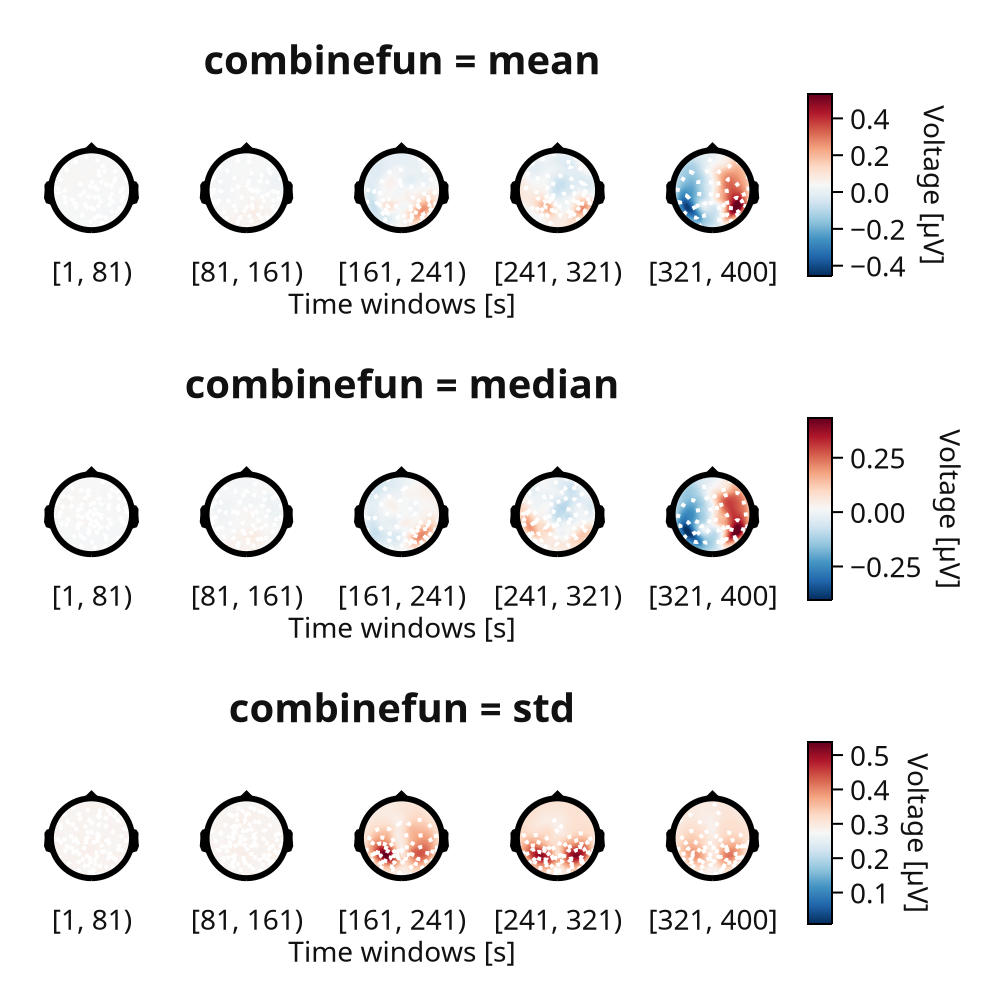 combinefun = mean
0.4
0.2
0.0
−0.2
−0.4
Voltage [µV]
[1, 81) [81, 161) [161, 241) [241, 321) [321, 400]
Time windows [s]
combinefun = median
0.25
0.00
−0.25
Voltage [µV]
[1, 81) [81, 161) [161, 241) [241, 321) [321, 400]
Time windows [s]
combinefun = std
0.5
0.4
0.3
0.2
0.1
Voltage [µV]
[1, 81) [81, 161) [161, 241) [241, 321) [321, 400]
Time windows [s]